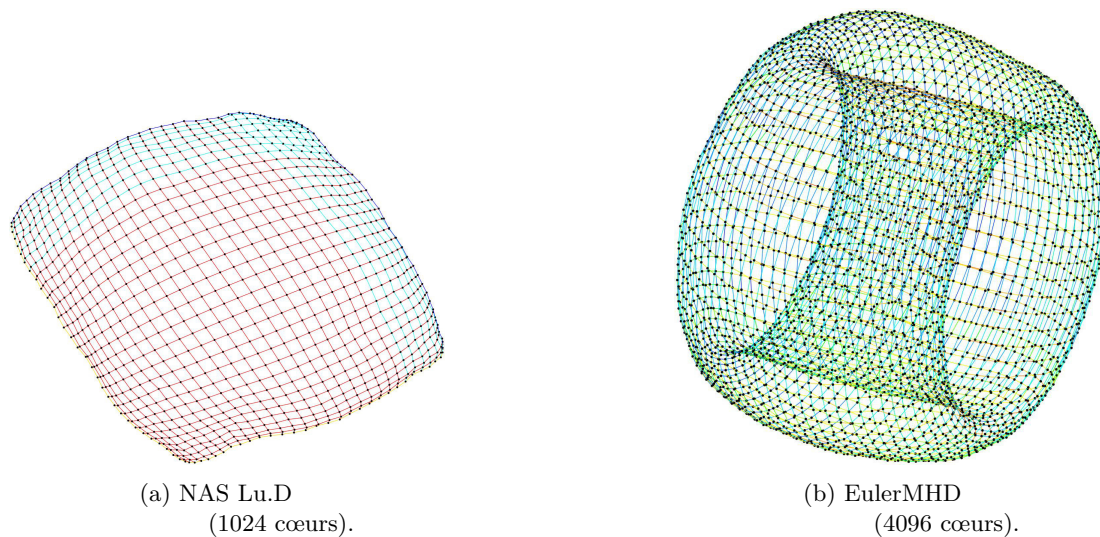 (a) NAS Lu.D
(1024 cœurs).
(b) EulerMHD
(4096 cœurs).